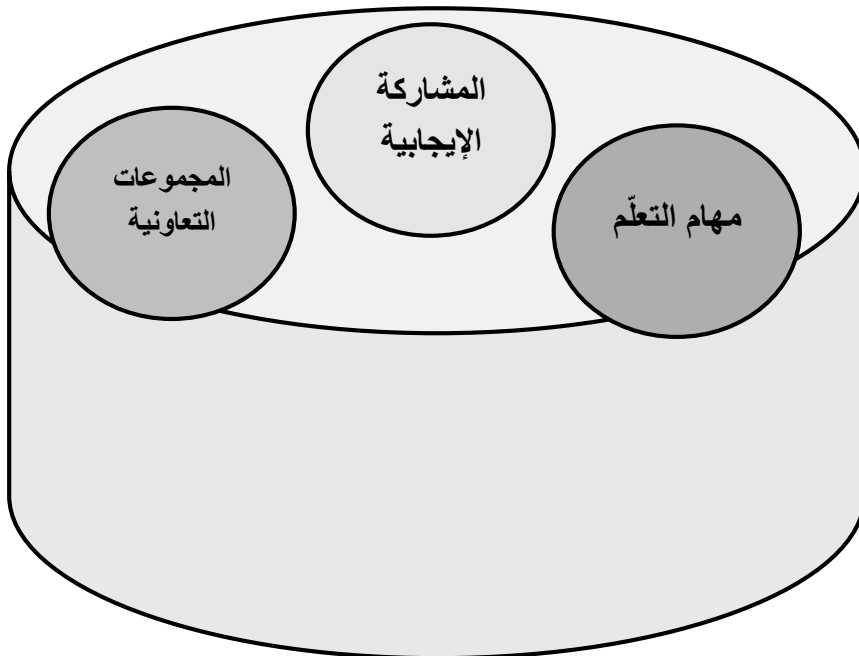 المشاركة
الإيجابية
مهام التعلّم
المجموعات
التعاونية